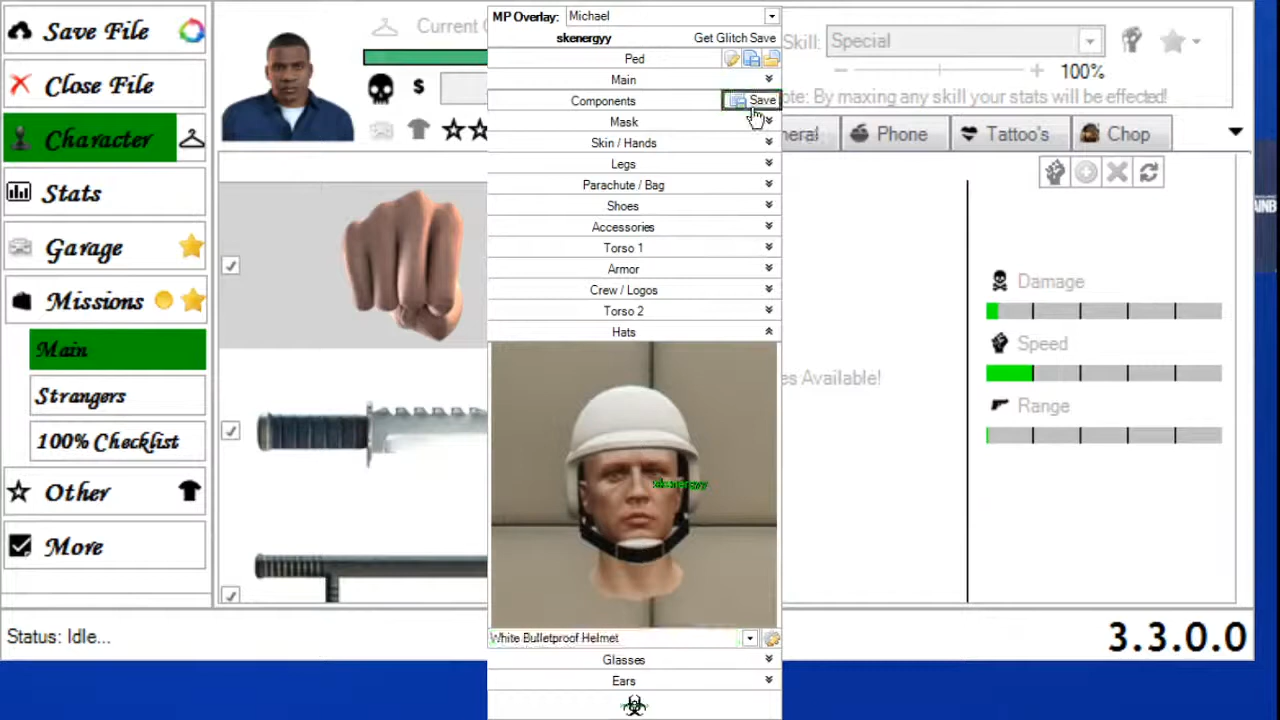 Save File
Close File
Character
Stats
Garage
Missions
Main
Strangers
100% Checklist
Other
More
Status: Idle...
Current
$
MP Overlay: Michael
skenergyy Get Glitch Save
Ped
Main
Components Save
Mask
Skin / Hands
Legs
Parachute / Bag
Shoes
Accessories
Torso 1
Armor
Crew / Logos
Torso 2
Hats
skenergyy
White Bulletproof Helmet
Glasses
Ears
Skill: Special
100%
ote: By maxing any skill your stats will be effected!
neral Phone Tattoo's Chop
Damage
Speed
Range
es Available!
3.3.0.0